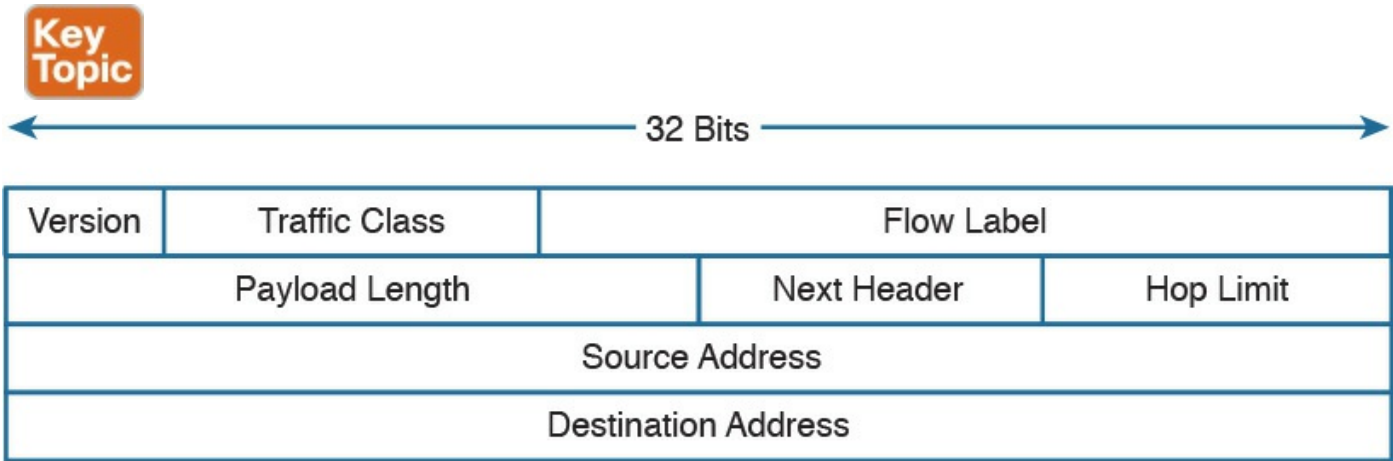 Key
Topic
32 Bits
Version Traffic Class Flow Label
Payload Length Next Header Hop Limit
Source Address
Destination Address